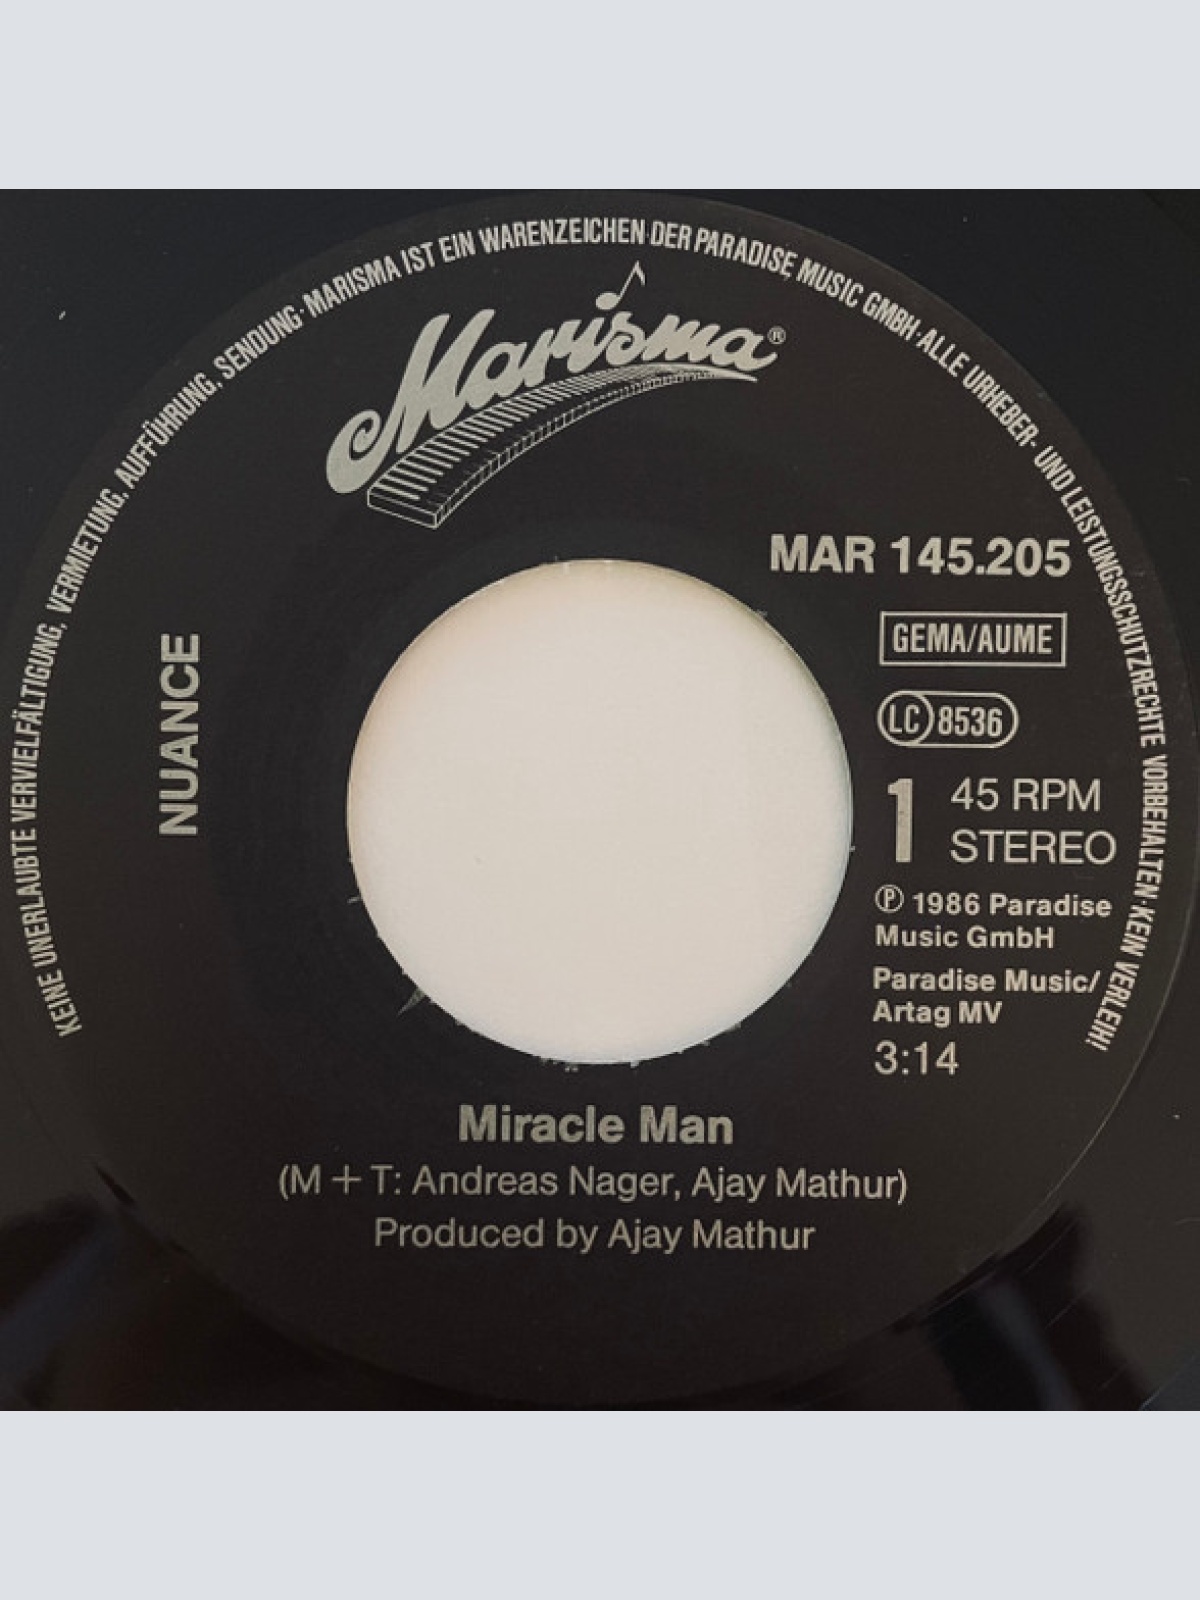 KEINE UNERLAUBTE VERVIELFÄLTIGUNG, VERMIETUNG, AUFFÜHRUNG, SENDUNG·MARISMA IST EIN WARENZEICHEN DER PARADISE MUSIC GMBH·ALLE URHEBER- UND LEISTUNGSSCHUTZRECHTE VORBEHALTEN·KEIN VERLEIH!
Marisma®
MAR 145.205
GEMA/AUME
LC 8536
NUANCE
1 45 RPM
STEREO
℗ 1986 Paradise
Music GmbH
Paradise Music/
Artag MV
3:14
Miracle Man
(M + T: Andreas Nager, Ajay Mathur)
Produced by Ajay Mathur